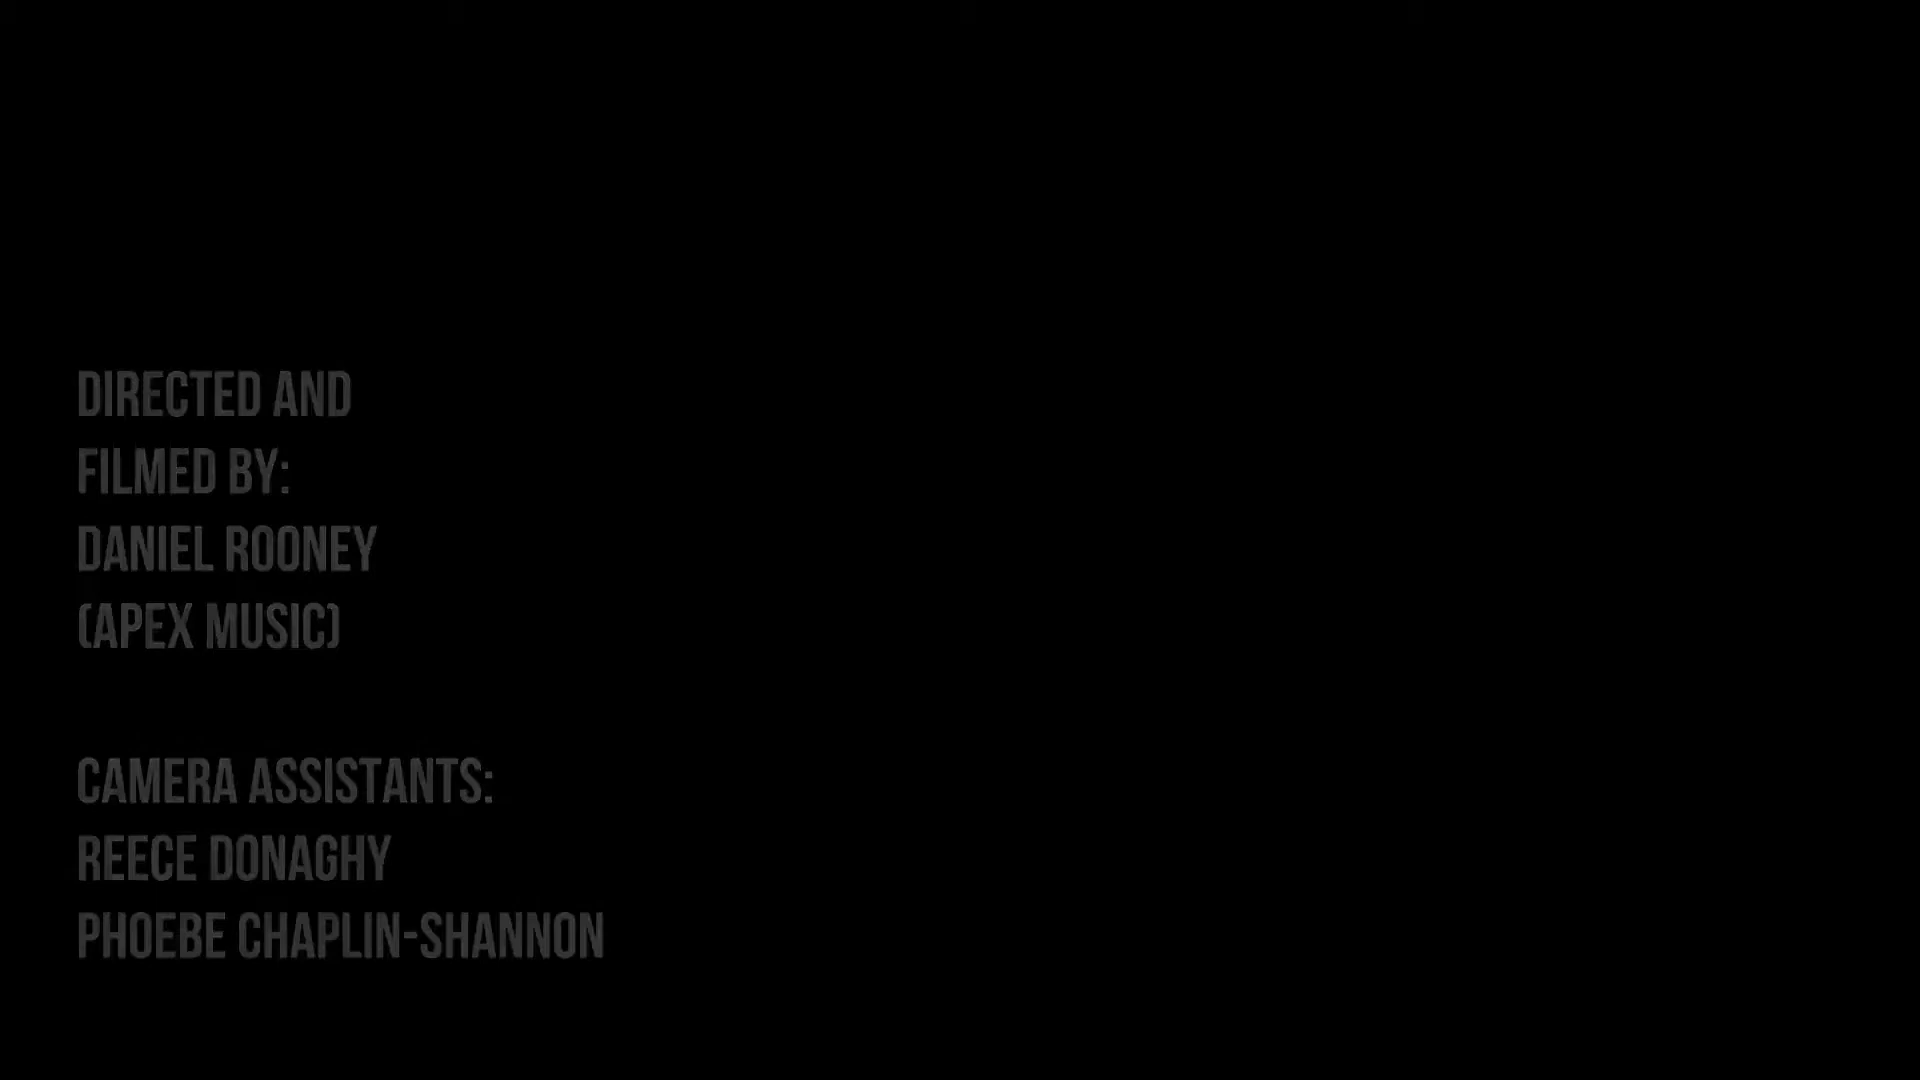 DIRECTED AND
FILMED BY:
DANIEL ROONEY
(APEX MUSIC)
CAMERA ASSISTANTS:
REECE DONAGHY
PHOEBE CHAPLIN-SHANNON